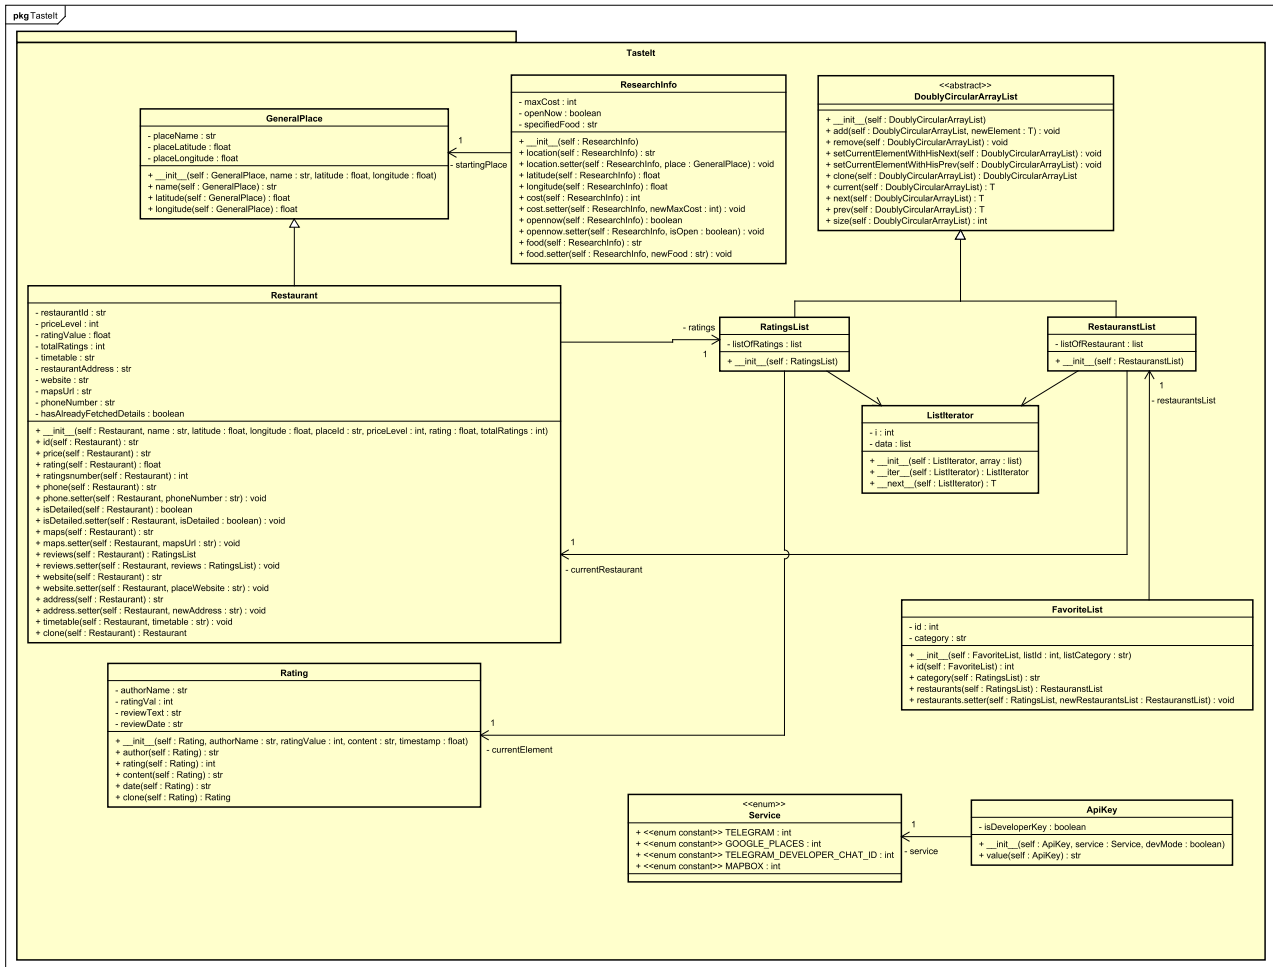 pkg TasteIt
TasteIt
GeneralPlace
- placeName : str
- placeLatitude : float
- placeLongitude : float
+ __init__(self : GeneralPlace, name : str, latitude : float, longitude : float)
+ name(self : GeneralPlace) : str
+ latitude(self : GeneralPlace) : float
+ longitude(self : GeneralPlace) : float
1
- startingPlace
ResearchInfo
- maxCost : int
- openNow : boolean
- specifiedFood : str
+ __init__(self : ResearchInfo)
+ location(self : ResearchInfo) : str
+ location.setter(self : ResearchInfo, place : GeneralPlace) : void
+ latitude(self : ResearchInfo) : float
+ longitude(self : ResearchInfo) : float
+ cost(self : ResearchInfo) : int
+ cost.setter(self : ResearchInfo, newMaxCost : int) : void
+ opennow(self : ResearchInfo) : boolean
+ opennow.setter(self : ResearchInfo, isOpen : boolean) : void
+ food(self : ResearchInfo) : str
+ food.setter(self : ResearchInfo, newFood : str) : void
<<abstract>>
DoublyCircularArrayList
+ __init__(self : DoublyCircularArrayList)
+ add(self : DoublyCircularArrayList, newElement : T) : void
+ remove(self : DoublyCircularArrayList) : void
+ setCurrentElementWithHisNext(self : DoublyCircularArrayList) : void
+ setCurrentElementWithHisPrev(self : DoublyCircularArrayList) : void
+ clone(self : DoublyCircularArrayList) : DoublyCircularArrayList
+ current(self : DoublyCircularArrayList) : T
+ next(self : DoublyCircularArrayList) : T
+ prev(self : DoublyCircularArrayList) : T
+ size(self : DoublyCircularArrayList) : int
Restaurant
- restaurantId : str
- priceLevel : int
- ratingValue : float
- totalRatings : int
- timetable : str
- restaurantAddress : str
- website : str
- mapsUrl : str
- phoneNumber : str
- hasAlreadyFetchedDetails : boolean
+ __init__(self : Restaurant, name : str, latitude : float, longitude : float, placeId : str, priceLevel : int, rating : float, totalRatings : int)
+ id(self : Restaurant) : str
+ price(self : Restaurant) : str
+ rating(self : Restaurant) : float
+ ratingsnumber(self : Restaurant) : int
+ phone(self : Restaurant) : str
+ phone.setter(self : Restaurant, phoneNumber : str) : void
+ isDetailed(self : Restaurant) : boolean
+ isDetailed.setter(self : Restaurant, isDetailed : boolean) : void
+ maps(self : Restaurant) : str
+ maps.setter(self : Restaurant, mapsUrl : str) : void
+ reviews(self : Restaurant) : RatingsList
+ reviews.setter(self : Restaurant, reviews : RatingsList) : void
+ website(self : Restaurant) : str
+ website.setter(self : Restaurant, placeWebsite : str) : void
+ address(self : Restaurant) : str
+ address.setter(self : Restaurant, newAddress : str) : void
+ timetable(self : Restaurant, timetable : str) : void
+ clone(self : Restaurant) : Restaurant
- ratings
1
RatingsList
- listOfRatings : list
+ __init__(self : RatingsList)
RestauranstList
- listOfRestaurant : list
+ __init__(self : RestauranstList)
1
- restaurantsList
ListIterator
- i : int
- data : list
+ __init__(self : ListIterator, array : list)
+ __iter__(self : ListIterator) : ListIterator
+ __next__(self : ListIterator) : T
1
- currentRestaurant
FavoriteList
- id : int
- category : str
+ __init__(self : FavoriteList, listId : int, listCategory : str)
+ id(self : FavoriteList) : int
+ category(self : RatingsList) : str
+ restaurants(self : RatingsList) : RestauranstList
+ restaurants.setter(self : RatingsList, newRestaurantsList : RestauranstList) : void
Rating
- authorName : str
- ratingVal : int
- reviewText : str
- reviewDate : str
+ __init__(self : Rating, authorName : str, ratingValue : int, content : str, timestamp : float)
+ author(self : Rating) : str
+ rating(self : Rating) : int
+ content(self : Rating) : str
+ date(self : Rating) : str
+ clone(self : Rating) : Rating
1
- currentElement
<<enum>>
Service
+ <<enum constant>> TELEGRAM : int
+ <<enum constant>> GOOGLE_PLACES : int
+ <<enum constant>> TELEGRAM_DEVELOPER_CHAT_ID : int
+ <<enum constant>> MAPBOX : int
1
- service
ApiKey
- isDeveloperKey : boolean
+ __init__(self : ApiKey, service : Service, devMode : boolean)
+ value(self : ApiKey) : str